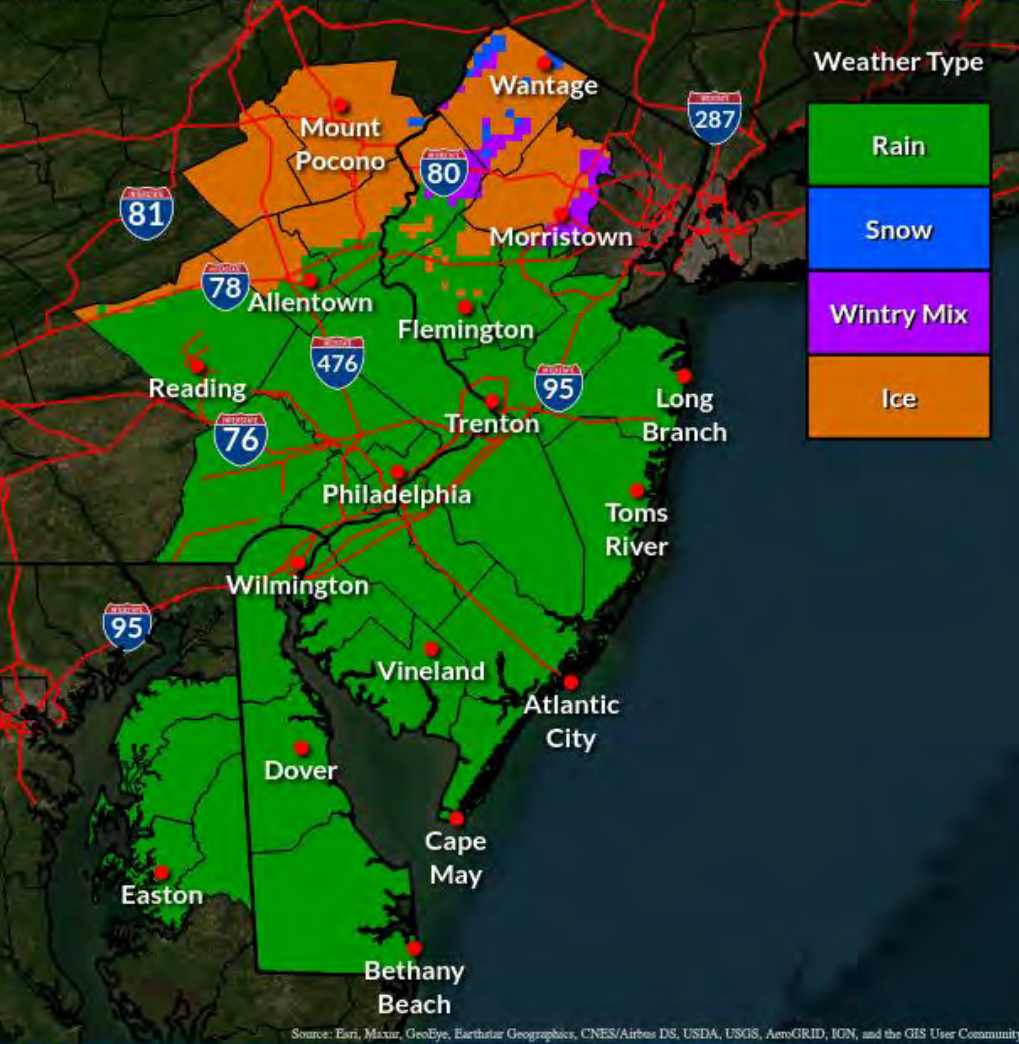 Wantage
Weather Type
287
Mount
Pocono
Rain
80
81
Snow
Morristown
78
Allentown
Wintry Mix
Flemington
476
Reading
95
Ice
Long
Branch
Trenton
76
Philadelphia
Toms
River
Wilmington
95
Vineland
Atlantic
City
Dover
Cape
May
Easton
Bethany
Beach
Source: Esri, Maxar, GeoEye, Earthstar Geographics, CNES/Airbus DS, USDA, USGS, AeroGRID, IGN, and the GIS User Community